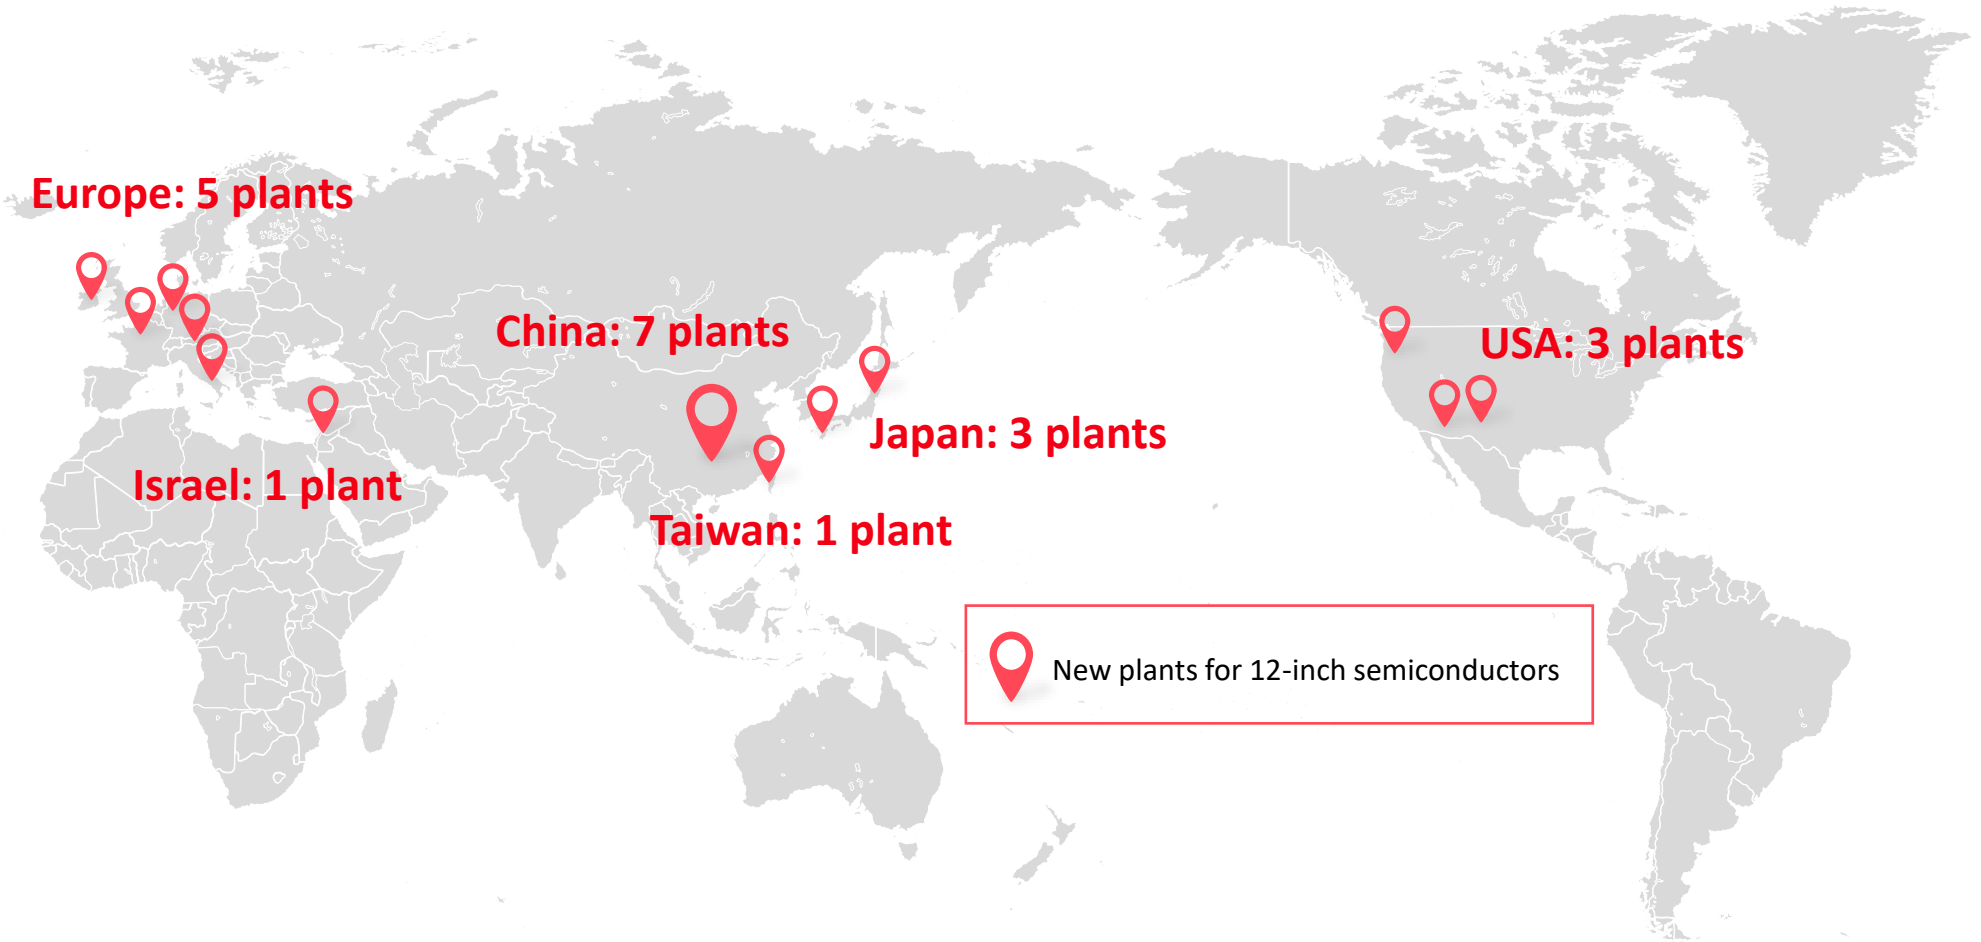 Europe: 5 plants
China: 7 plants
USA: 3 plants
Japan: 3 plants
Israel: 1 plant
Taiwan: 1 plant
New plants for 12-inch semiconductors